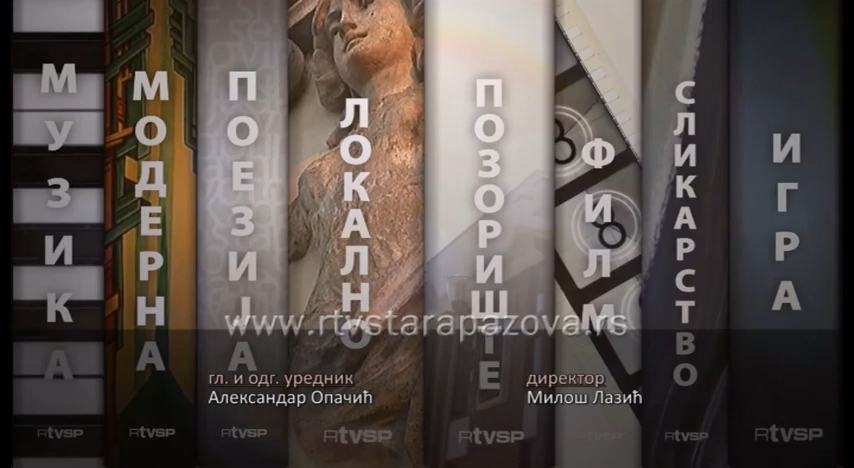 МУЗИКА
МОДЕРНА
ПОЕЗИЈА
ЛОКАЛНО
ПОЗОРИШТЕ
ФИЛМ
СЛИКАРСТВО
ИГРА
www.rtvstarapazova.rs
гл. и одг. уредник
Александар Опачић
директор
Милош Лазић
RTVSP
RTVSP
RTVSP
RTVSP
RTVSP
RTVSP
RTVSP